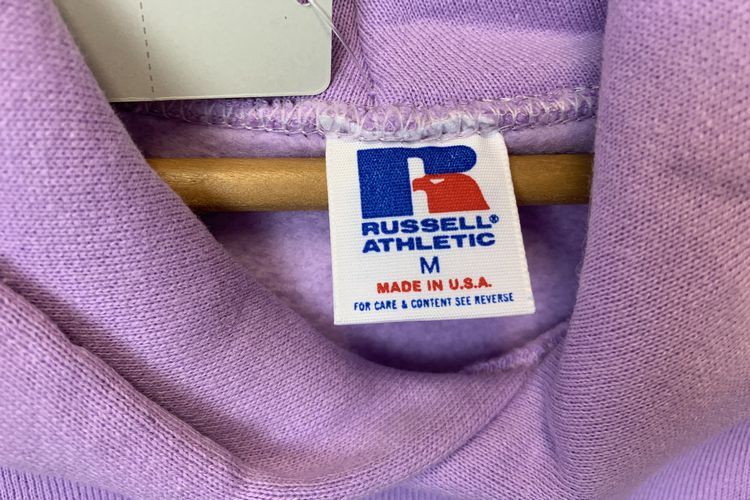 R
RUSSELL®
ATHLETIC
M
MADE IN U.S.A.
FOR CARE & CONTENT SEE REVERSE